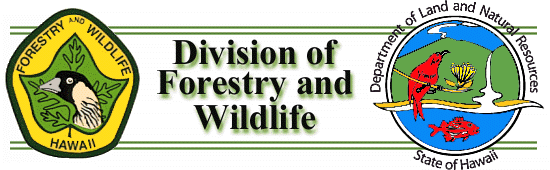 FORESTRY AND WILDLIFE
HAWAII
Division of
Forestry and
Wildlife
Department of Land and Natural Resources
State of Hawaii